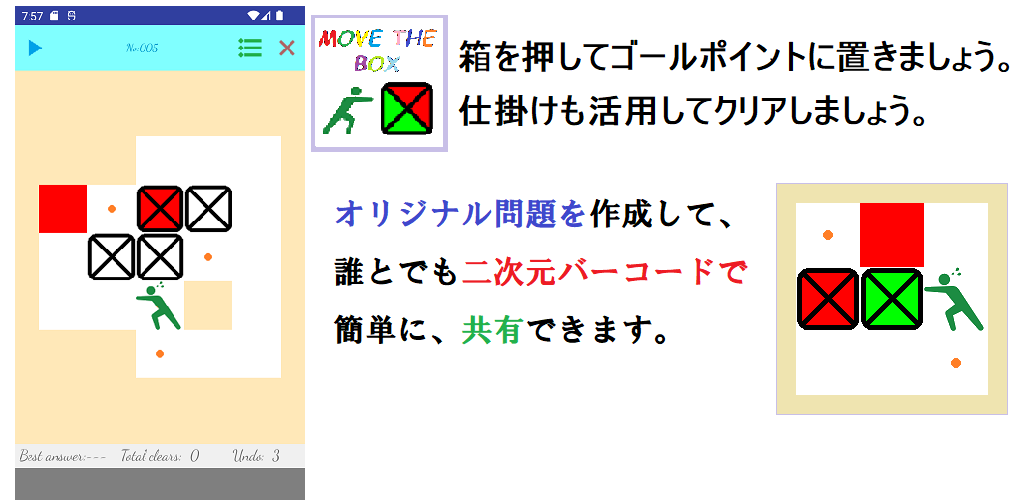 7:57
No:005
MOVE THE
BOX
箱を押してゴールポイントに置きましょう。
仕掛けも活用してクリアしましょう。
オリジナル問題を作成して、
誰とでも二次元バーコードで
簡単に、共有できます。
Best answer:--- Total clears: 0 Undo: 3